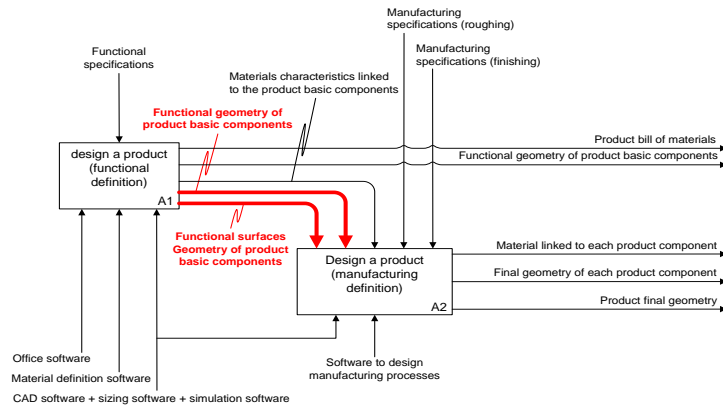 Manufacturing
specifications (roughing)
Manufacturing
specifications (finishing)
Functional
specifications
Materials characteristics linked
to the product basic components
Functional geometry of
product basic components
Product bill of materials
Functional geometry of product basic components
design a product
(functional
definition)
A1
Functional surfaces
Geometry of product
basic components
Material linked to each product component
Design a product
(manufacturing
definition)
A2
Final geometry of each product component
Product final geometry
Office software
Material definition software
CAD software + sizing software + simulation software
Software to design
manufacturing processes